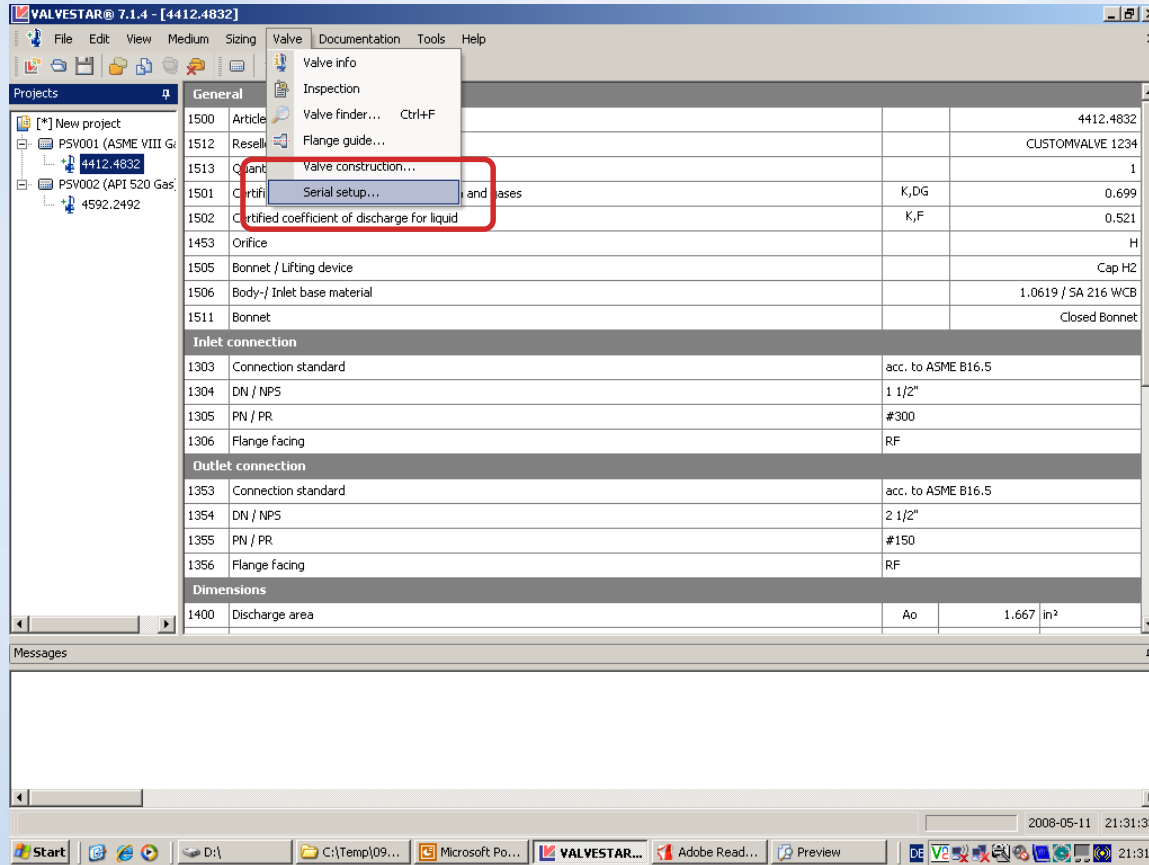 VALVESTAR® 7.1.4 - [4412.4832]
File Edit View Medium Sizing Valve Documentation Tools Help
Valve info
Inspection
Valve finder... Ctrl+F
Flange guide...
Valve construction...
Serial setup...
Projects
[*] New project
PSV001 (ASME VIII Ga
4412.4832
PSV002 (API 520 Gas
4592.2492
General
1500 Article 4412.4832
1512 Resell CUSTOMVALVE 1234
1513 Quant 1
1501 Certifi and gases K,DG 0.699
1502 Certified coefficient of discharge for liquid K,F 0.521
1453 Orifice H
1505 Bonnet / Lifting device Cap H2
1506 Body-/ Inlet base material 1.0619 / SA 216 WCB
1511 Bonnet Closed Bonnet
Inlet connection
1303 Connection standard acc. to ASME B16.5
1304 DN / NPS 1 1/2"
1305 PN / PR #300
1306 Flange facing RF
Outlet connection
1353 Connection standard acc. to ASME B16.5
1354 DN / NPS 2 1/2"
1355 PN / PR #150
1356 Flange facing RF
Dimensions
1400 Discharge area Ao 1.667 in²
Messages
2008-05-11 21:31:3
Start D:\ C:\Temp\09... Microsoft Po... VALVESTAR... Adobe Read... Preview DE 21:31